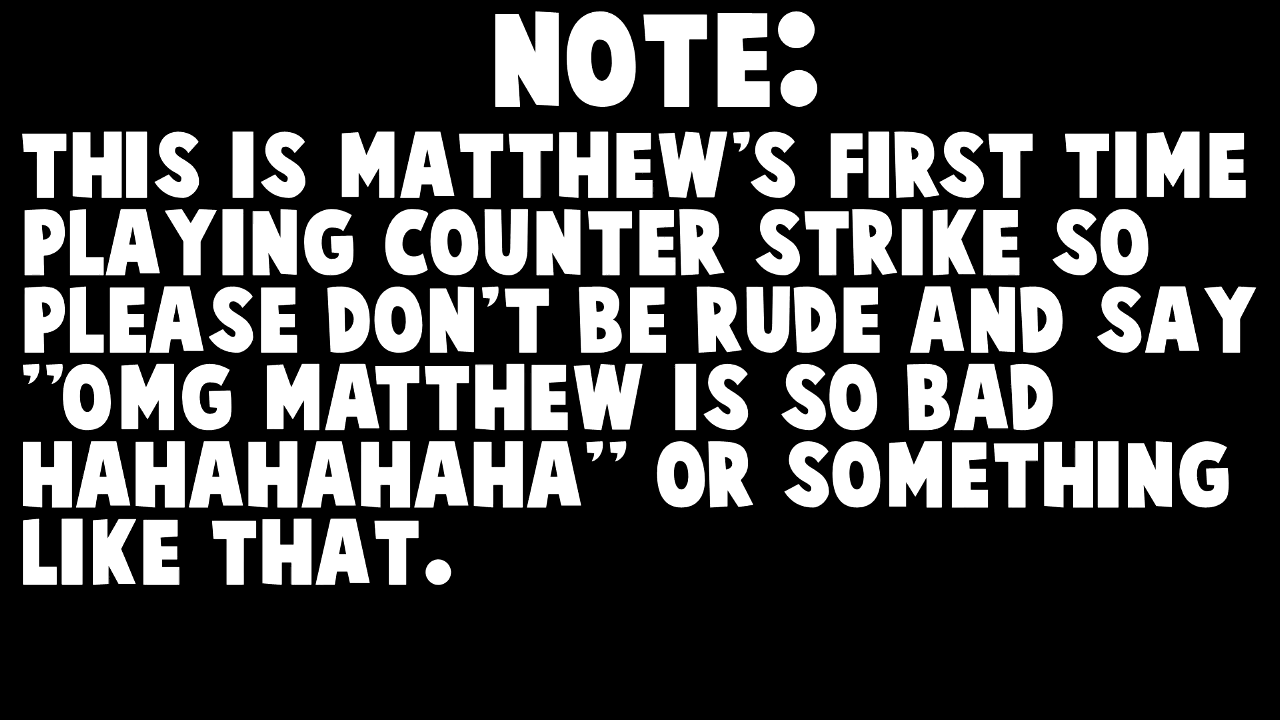 NOTE:
THIS IS MATTHEW'S FIRST TIME
PLAYING COUNTER STRIKE SO
PLEASE DON'T BE RUDE AND SAY
"OMG MATTHEW IS SO BAD
HAHAHAHAHA" OR SOMETHING
LIKE THAT.